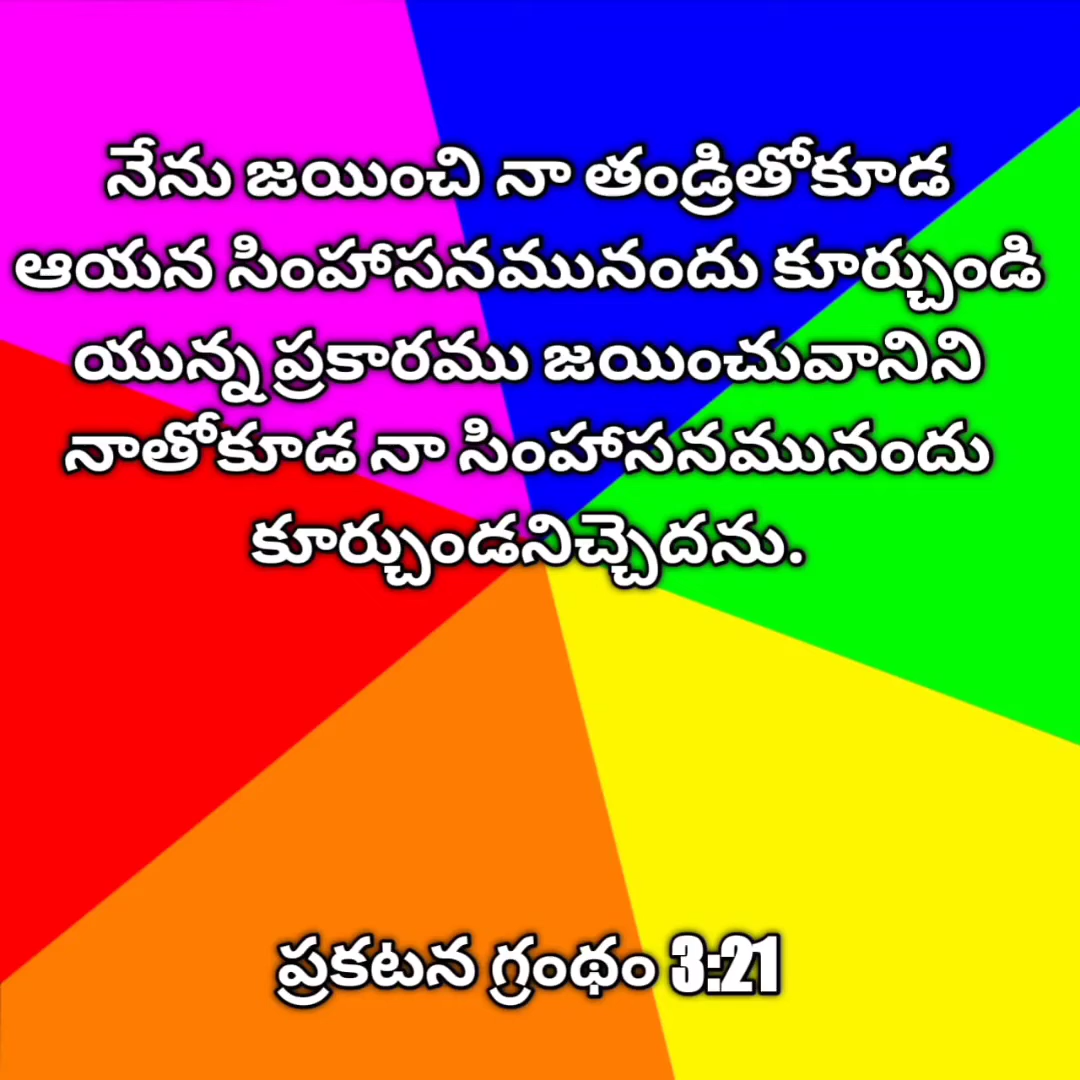 నేను జయించి నా తండ్రితోకూడ
ఆయన సింహాసనమునందు కూర్చుండి
యున్న ప్రకారము జయించువానిని
నాతోకూడ నా సింహాసనమునందు
కూర్చుండనిచ్చెదను.
ప్రకటన గ్రంథం 3:21